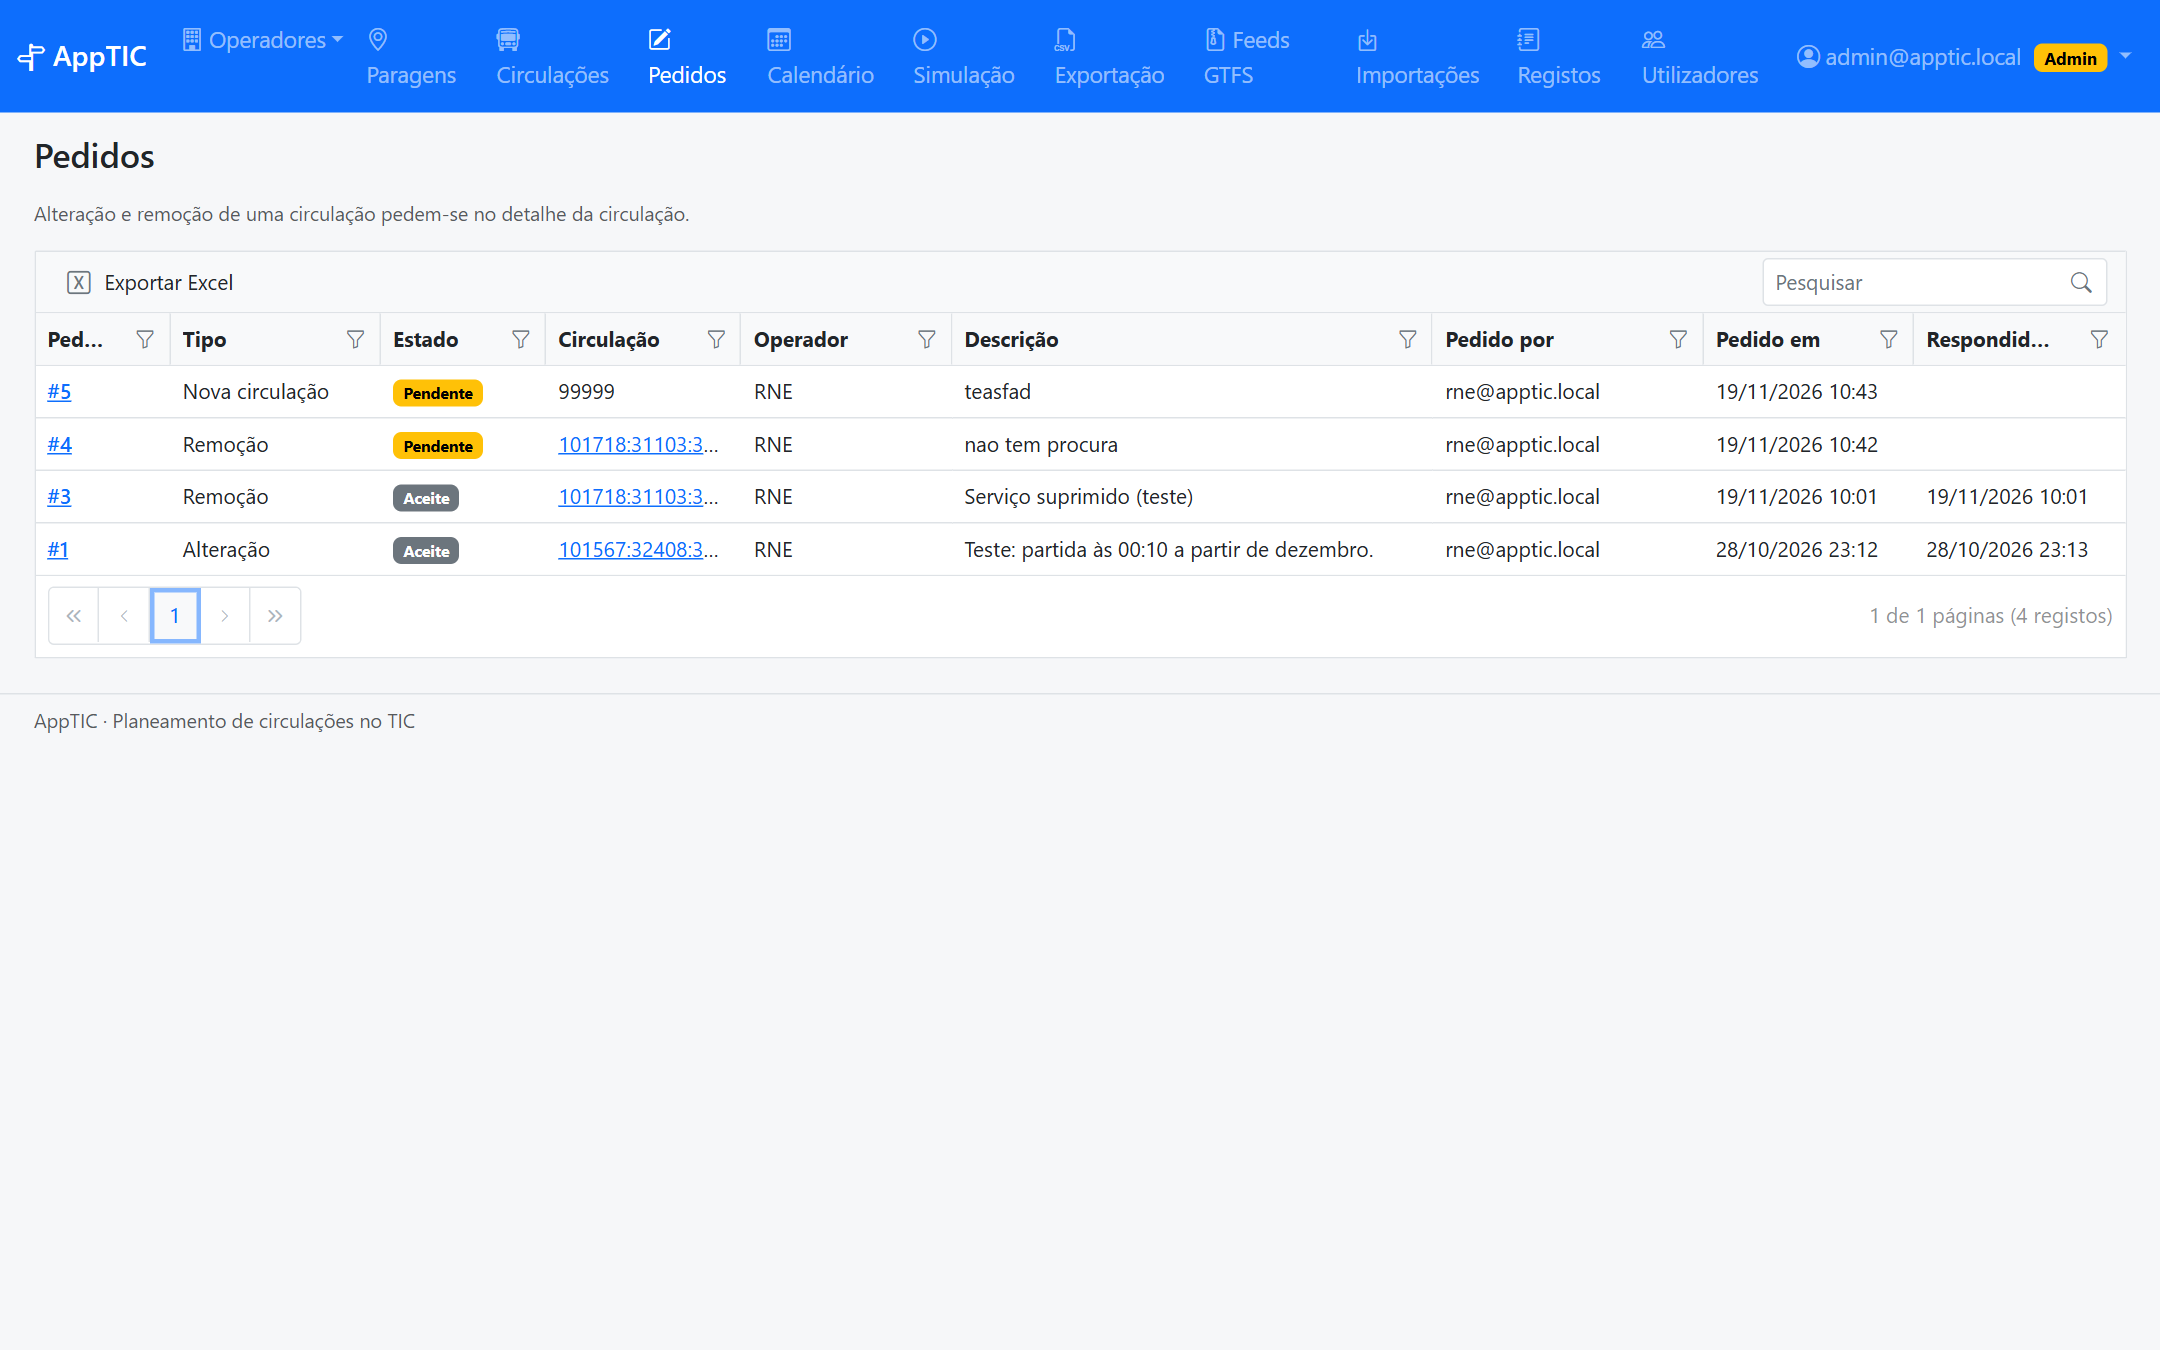 AppTIC
Operadores
Paragens
Circulações
Pedidos
Calendário
Simulação
Exportação
Feeds GTFS
Importações
Registos
Utilizadores
admin@apptic.local Admin
Pedidos
Alteração e remoção de uma circulação pedem-se no detalhe da circulação.
Exportar Excel
Pesquisar
Ped... Tipo Estado Circulação Operador Descrição Pedido por Pedido em Respondid...
#5 Nova circulação Pendente 99999 RNE teasfad rne@apptic.local 19/11/2026 10:43
#4 Remoção Pendente 101718:31103:3... RNE nao tem procura rne@apptic.local 19/11/2026 10:42
#3 Remoção Aceite 101718:31103:3... RNE Serviço suprimido (teste) rne@apptic.local 19/11/2026 10:01 19/11/2026 10:01
#1 Alteração Aceite 101567:32408:3... RNE Teste: partida às 00:10 a partir de dezembro. rne@apptic.local 28/10/2026 23:12 28/10/2026 23:13
1
1 de 1 páginas (4 registos)
AppTIC · Planeamento de circulações no TIC